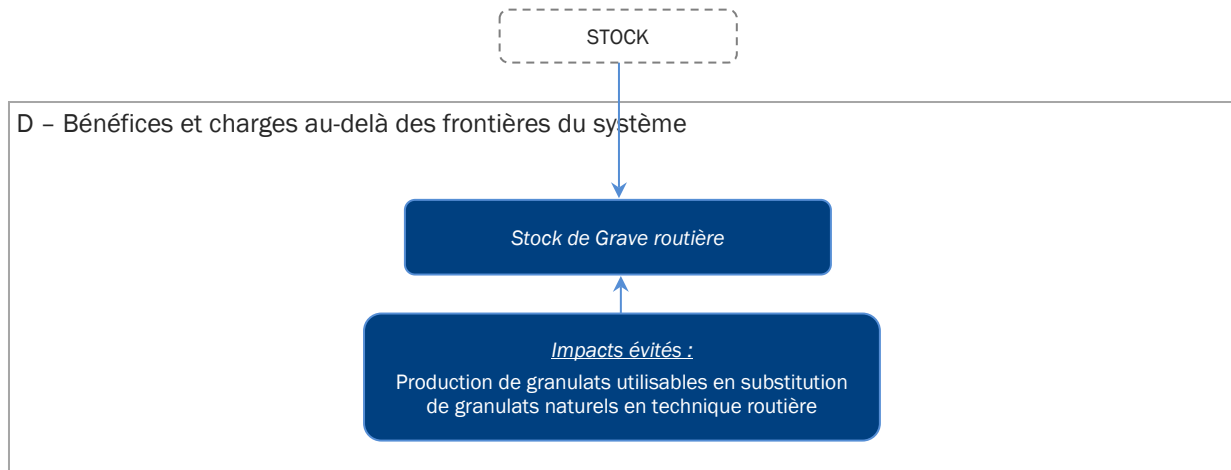 STOCK
D – Bénéfices et charges au-delà des frontières du système
Stock de Grave routière
Impacts évités :
Production de granulats utilisables en substitution
de granulats naturels en technique routière